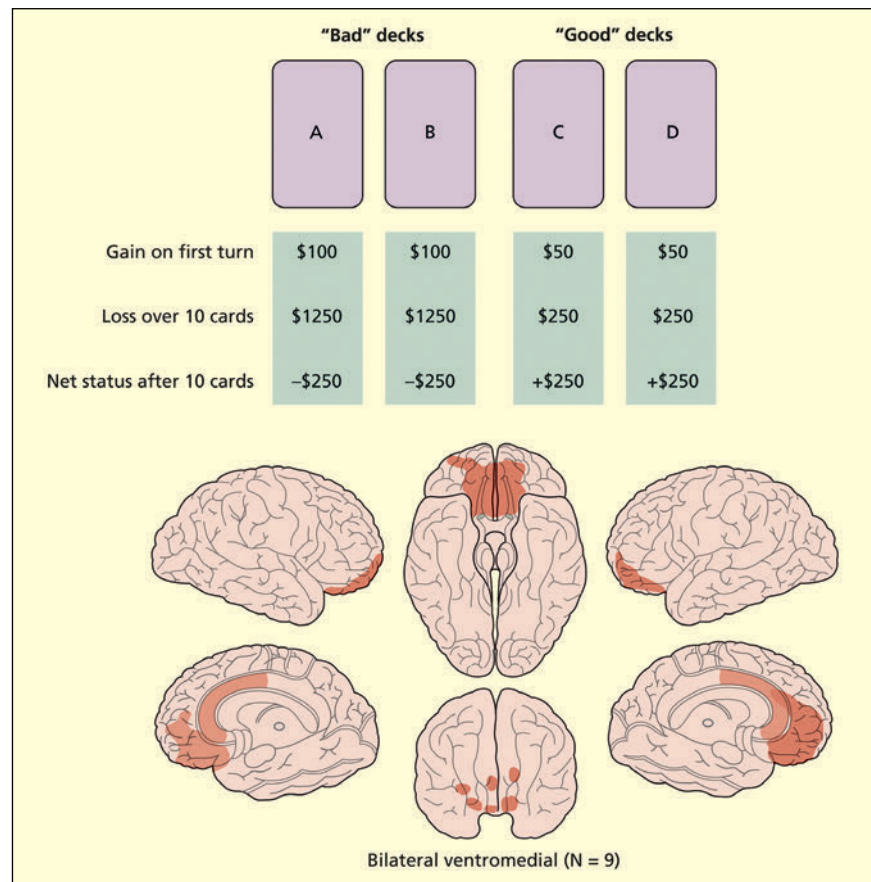 "Bad" decks "Good" decks
A B C D
Gain on first turn $100 $100 $50 $50
Loss over 10 cards $1250 $1250 $250 $250
Net status after 10 cards –$250 –$250 +$250 +$250
Bilateral ventromedial (N = 9)